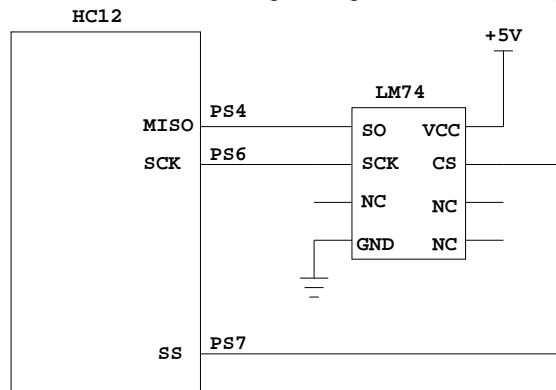 HC12
+5V
LM74
MISO PS4 SO VCC
SCK PS6 SCK CS
NC NC
GND NC
SS PS7